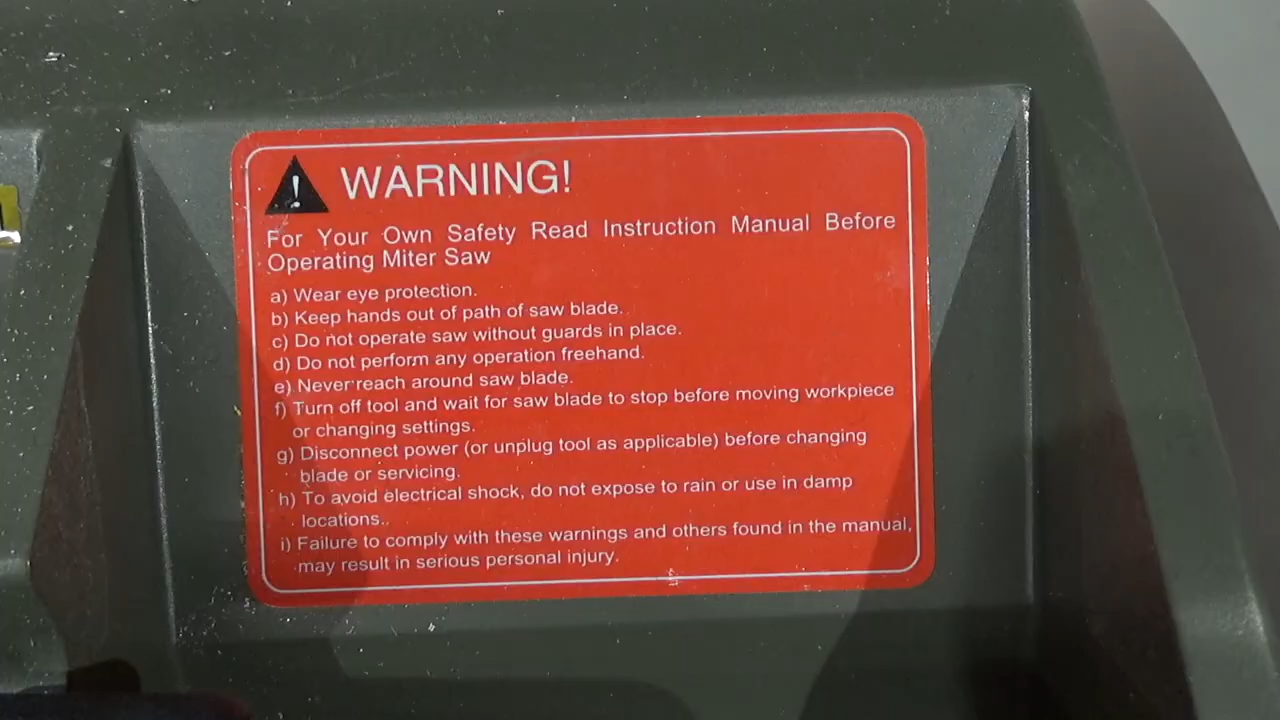 WARNING!
For Your Own Safety Read Instruction Manual Before
Operating Miter Saw
a) Wear eye protection.
b) Keep hands out of path of saw blade.
c) Do not operate saw without guards in place.
d) Do not perform any operation freehand.
e) Never reach around saw blade.
f) Turn off tool and wait for saw blade to stop before moving workpiece
or changing settings.
g) Disconnect power (or unplug tool as applicable) before changing
blade or servicing.
h) To avoid electrical shock, do not expose to rain or use in damp
locations..
i) Failure to comply with these warnings and others found in the manual,
may result in serious personal injury.